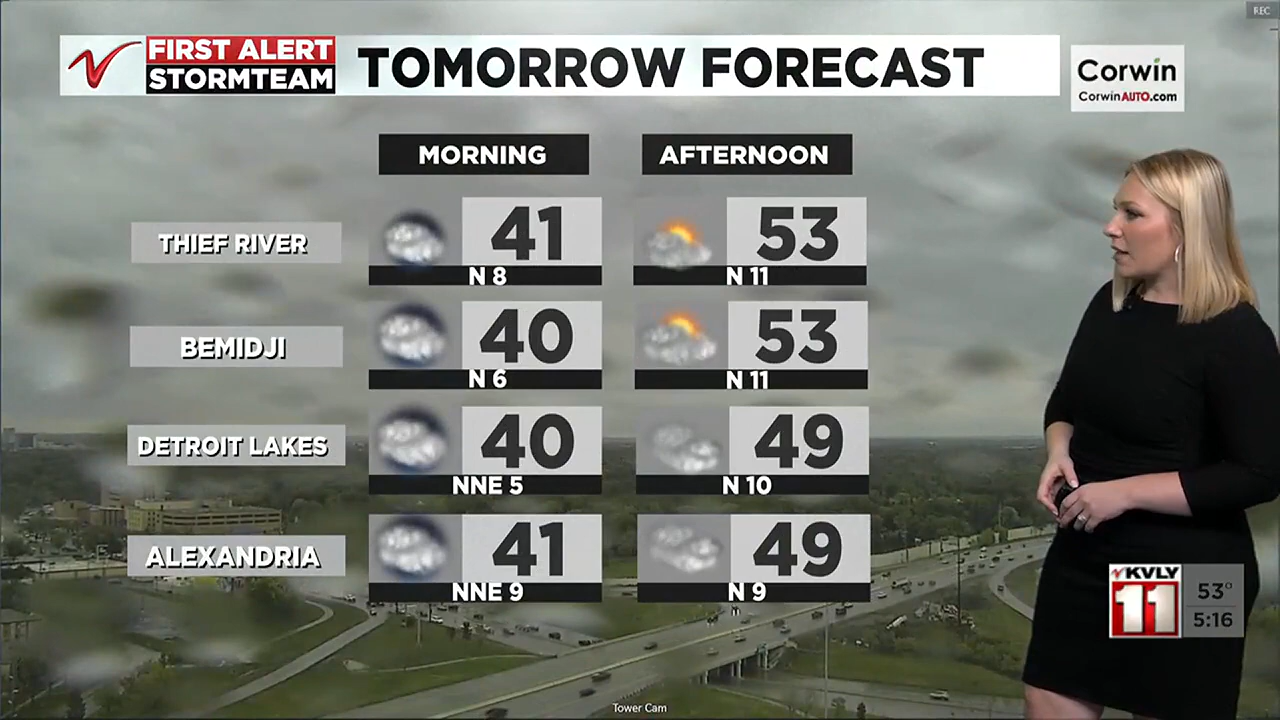 REC
FIRST ALERT
STORMTEAM
TOMORROW FORECAST
Corwin
CorwinAUTO.com
MORNING
AFTERNOON
THIEF RIVER
41
N 8
53
N 11
BEMIDJI
40
N 6
53
N 11
DETROIT LAKES
40
NNE 5
49
N 10
ALEXANDRIA
41
NNE 9
49
N 9
KVLY
11
53°
5:16
Tower Cam